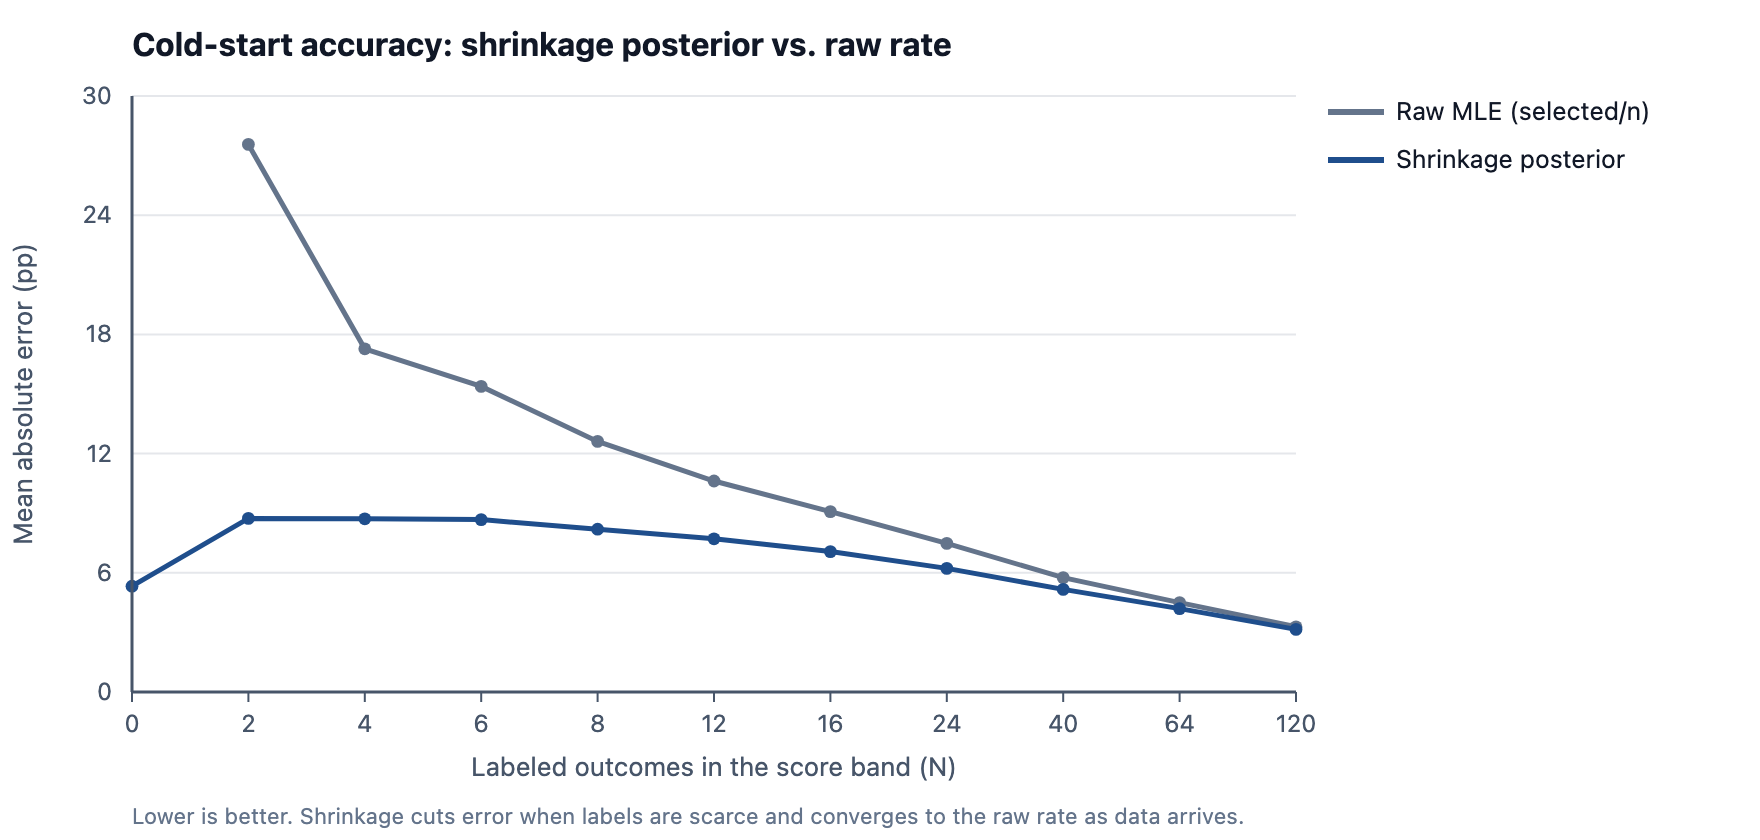 Cold-start accuracy: shrinkage posterior vs. raw rate
Raw MLE (selected/n)
Shrinkage posterior
Mean absolute error (pp)
30
24
18
12
6
0
0 2 4 6 8 12 16 24 40 64 120
Labeled outcomes in the score band (N)
Lower is better. Shrinkage cuts error when labels are scarce and converges to the raw rate as data arrives.